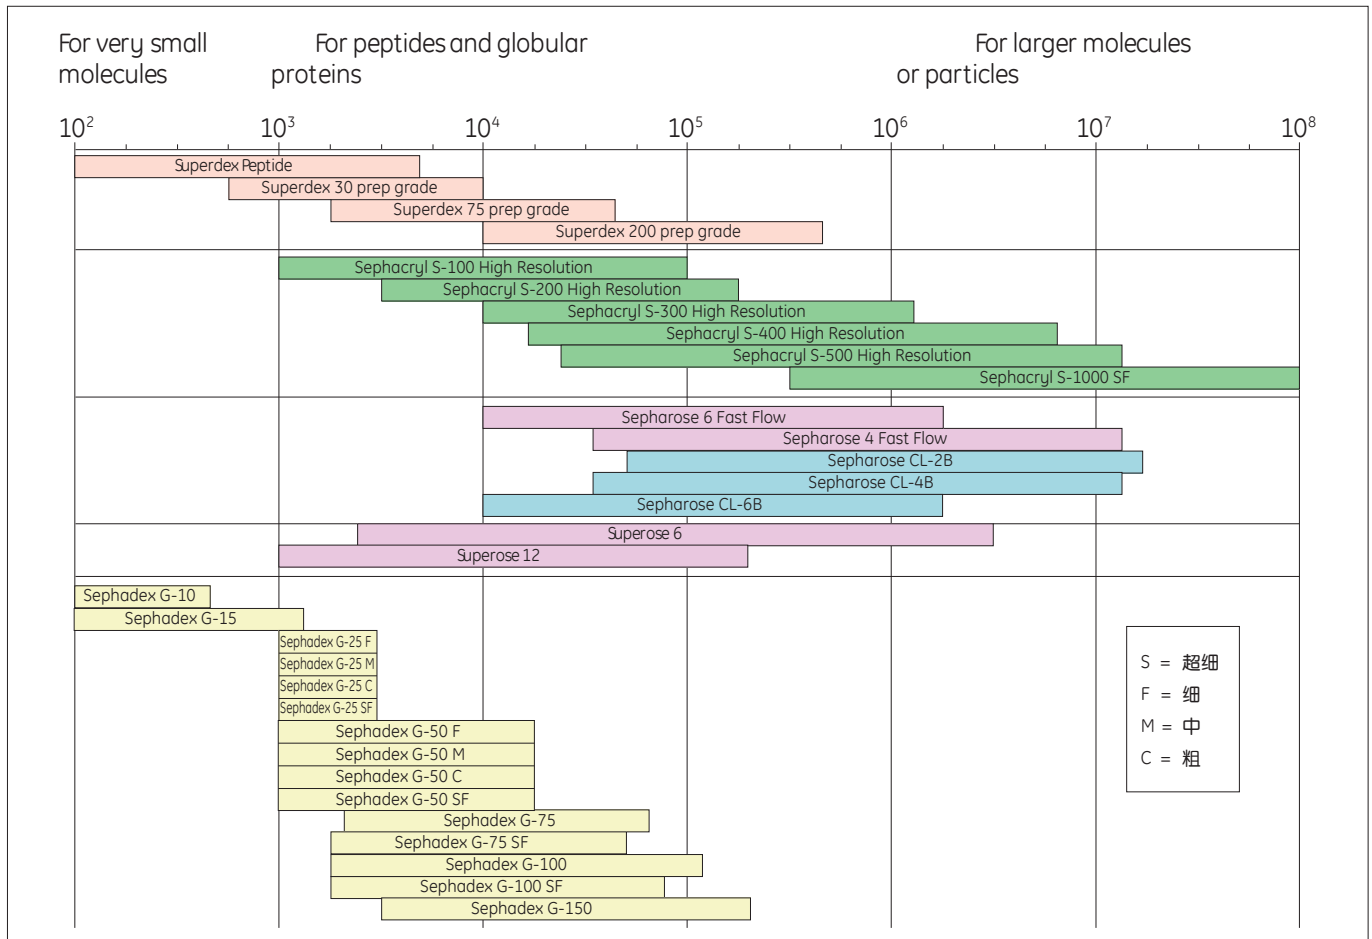 For very small
molecules
For peptides and globular
proteins
For larger molecules
or particles
10² 10³ 10⁴ 10⁵ 10⁶ 10⁷ 10⁸
Superdex Peptide
Superdex 30 prep grade
Superdex 75 prep grade
Superdex 200 prep grade
Sephacryl S-100 High Resolution
Sephacryl S-200 High Resolution
Sephacryl S-300 High Resolution
Sephacryl S-400 High Resolution
Sephacryl S-500 High Resolution
Sephacryl S-1000 SF
Sepharose 6 Fast Flow
Sepharose 4 Fast Flow
Sepharose CL-2B
Sepharose CL-4B
Sepharose CL-6B
Superose 6
Superose 12
Sephadex G-10
Sephadex G-15
Sephadex G-25 F
Sephadex G-25 M
Sephadex G-25 C
Sephadex G-25 SF
Sephadex G-50 F
Sephadex G-50 M
Sephadex G-50 C
Sephadex G-50 SF
Sephadex G-75
Sephadex G-75 SF
Sephadex G-100
Sephadex G-100 SF
Sephadex G-150
S = 超细
F = 细
M = 中
C = 粗